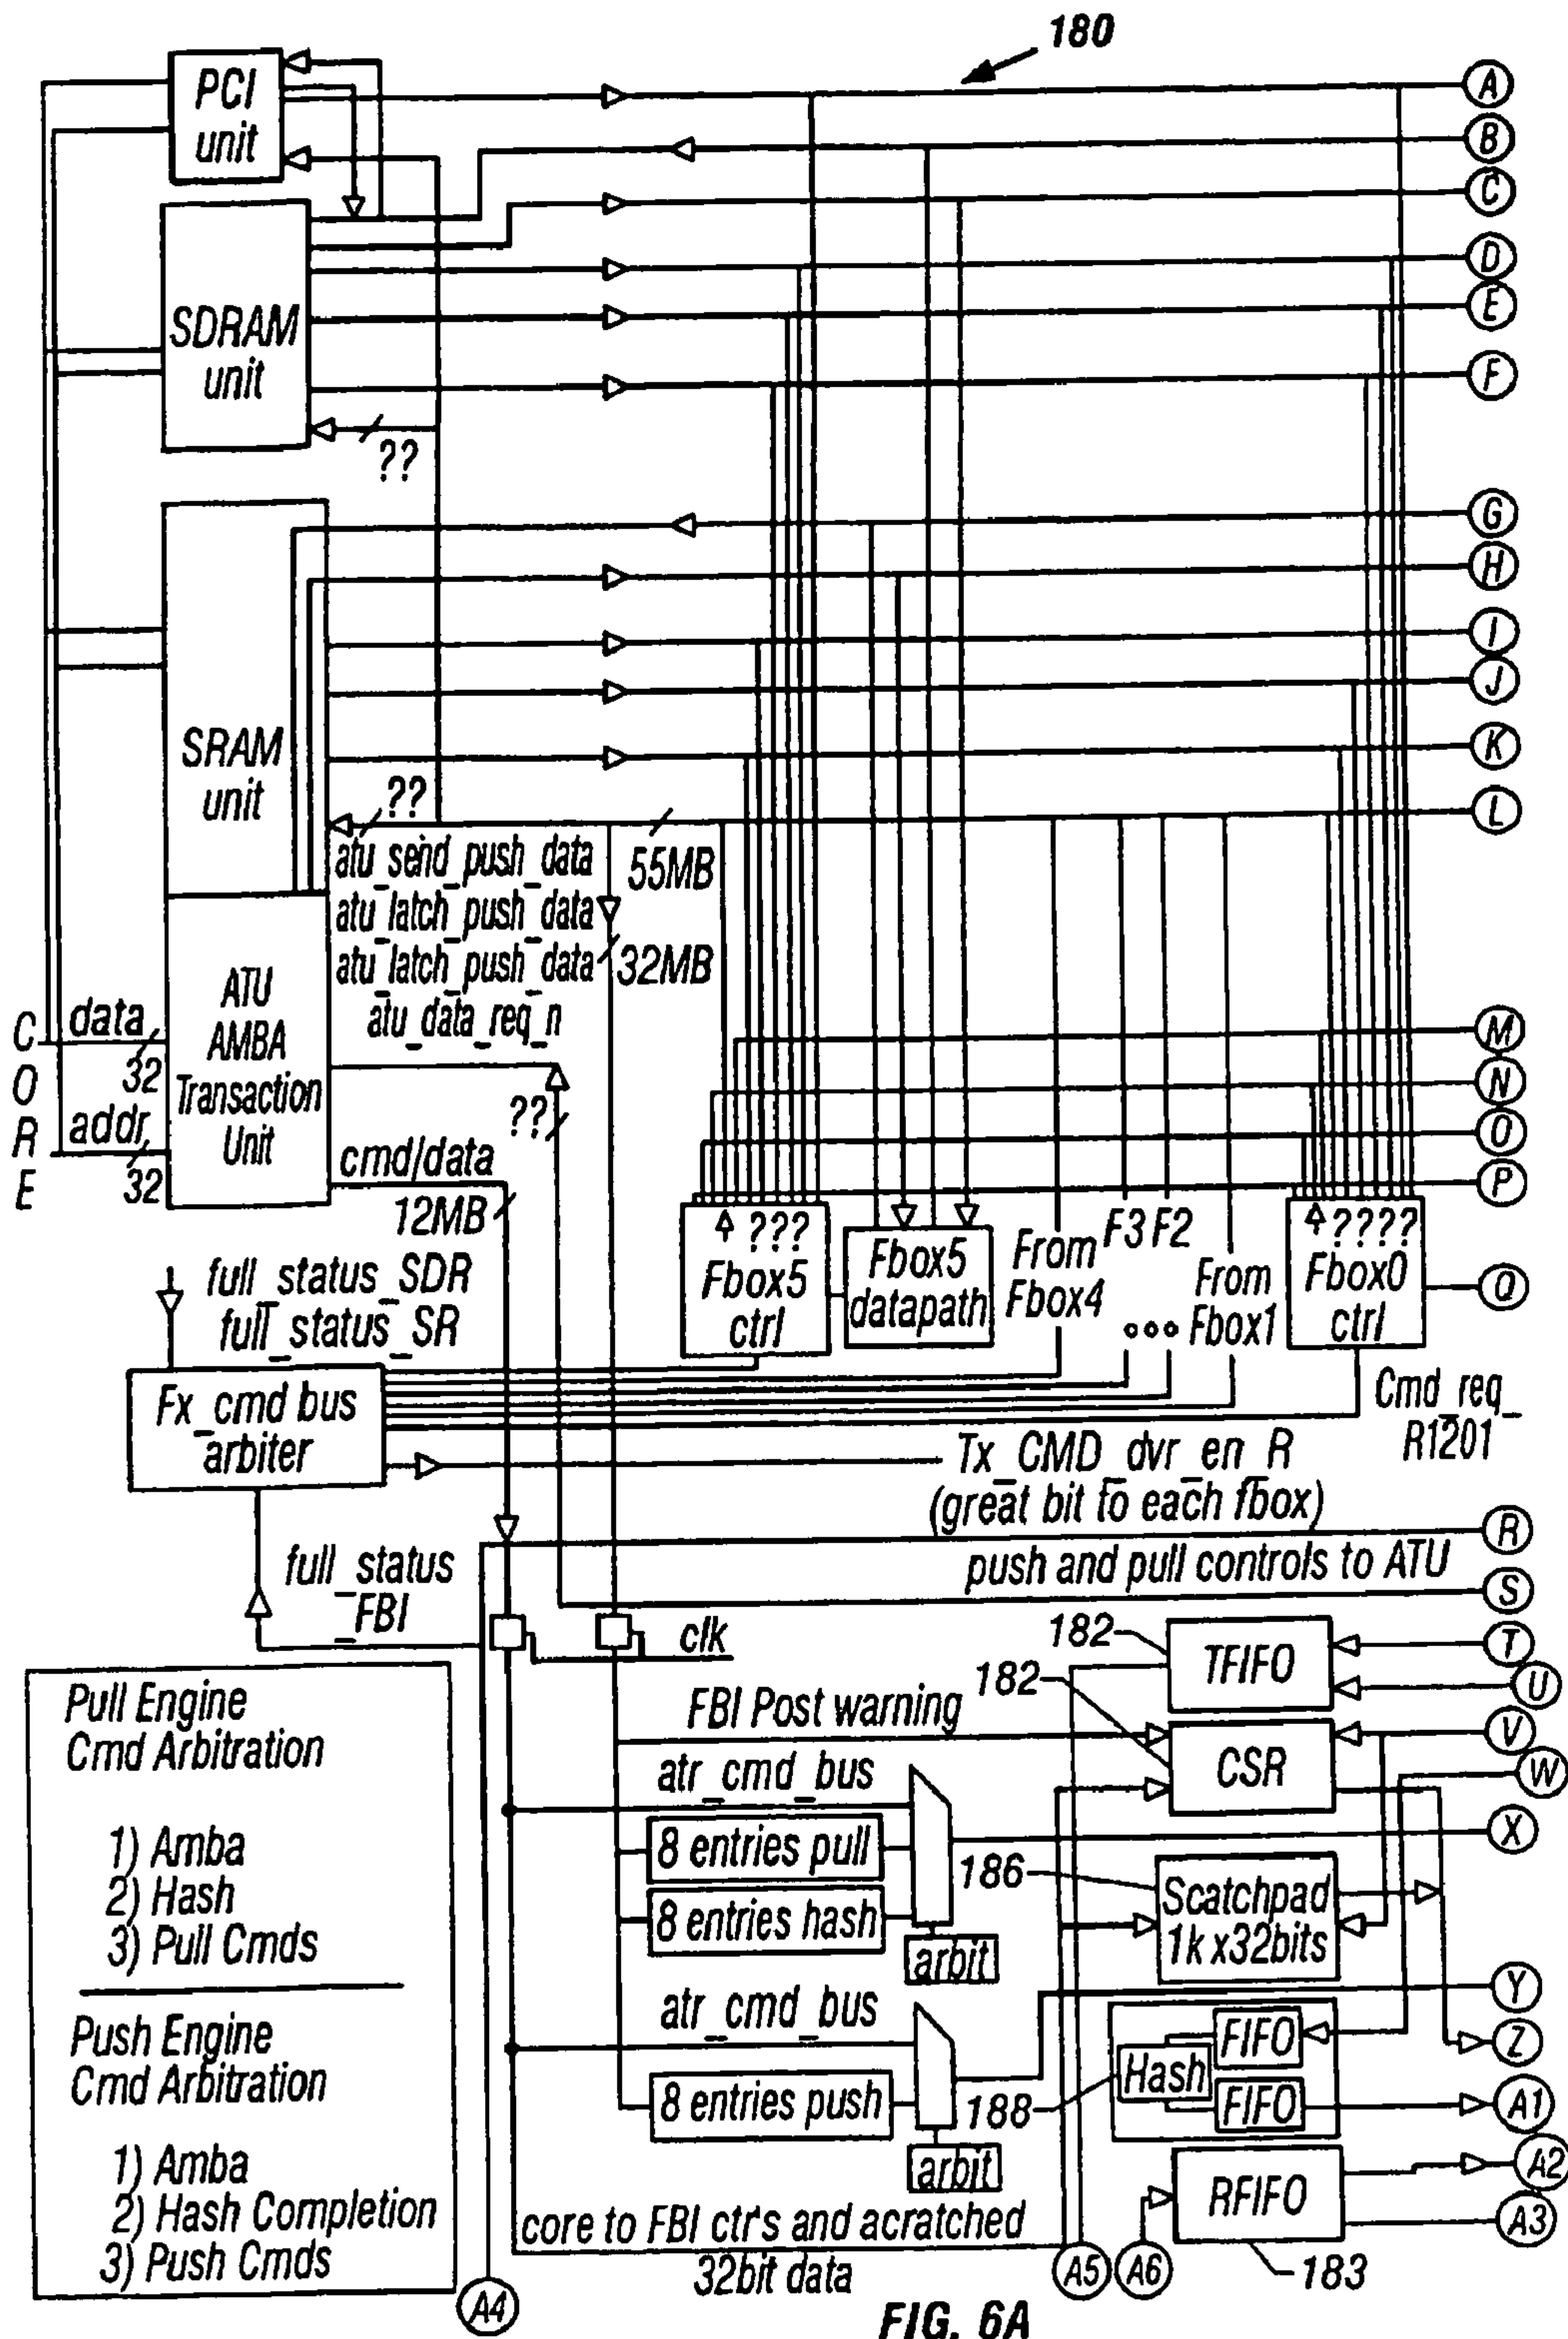 180
PCI
unit
A
B
C
SDRAM
unit
D
E
F
??
G
H
I
J
K
L
SRAM
unit
??
atu_send_push_data
55MB
atu_latch_push_data
atu_latch_push_data
32MB
atu_data_req_n
ATU
AMBA
Transaction
Unit
CORE
data
32
addr
32
??
cmd/data
12MB
M
N
O
P
???
Fbox5
ctrl
Fbox5
datapath
From
Fbox4
F3 F2
From
Fbox1
????
Fbox0
ctrl
Q
full_status_SDR
full_status_SR
Fx_cmd bus
_arbiter
Cmd_req_
R1201
Tx_CMD_dvr_en_R
(great bit to each fbox)
R
push and pull controls to ATU
S
full_status
_FBI
clk
182
TFIFO
T
U
182
FBI Post warning
CSR
V
W
Pull Engine
Cmd Arbitration
1) Amba
2) Hash
3) Pull Cmds
Push Engine
Cmd Arbitration
1) Amba
2) Hash Completion
3) Push Cmds
atr_cmd_bus
8 entries pull
8 entries hash
arbit
X
186
Scatchpad
1k x32bits
atr_cmd_bus
8 entries push
arbit
Y
FIFO
Hash
FIFO
188
Z
A1
RFIFO
A2
A3
183
core to FBI ctr's and acratched
32bit data
A4
A5
A6
FIG. 6A